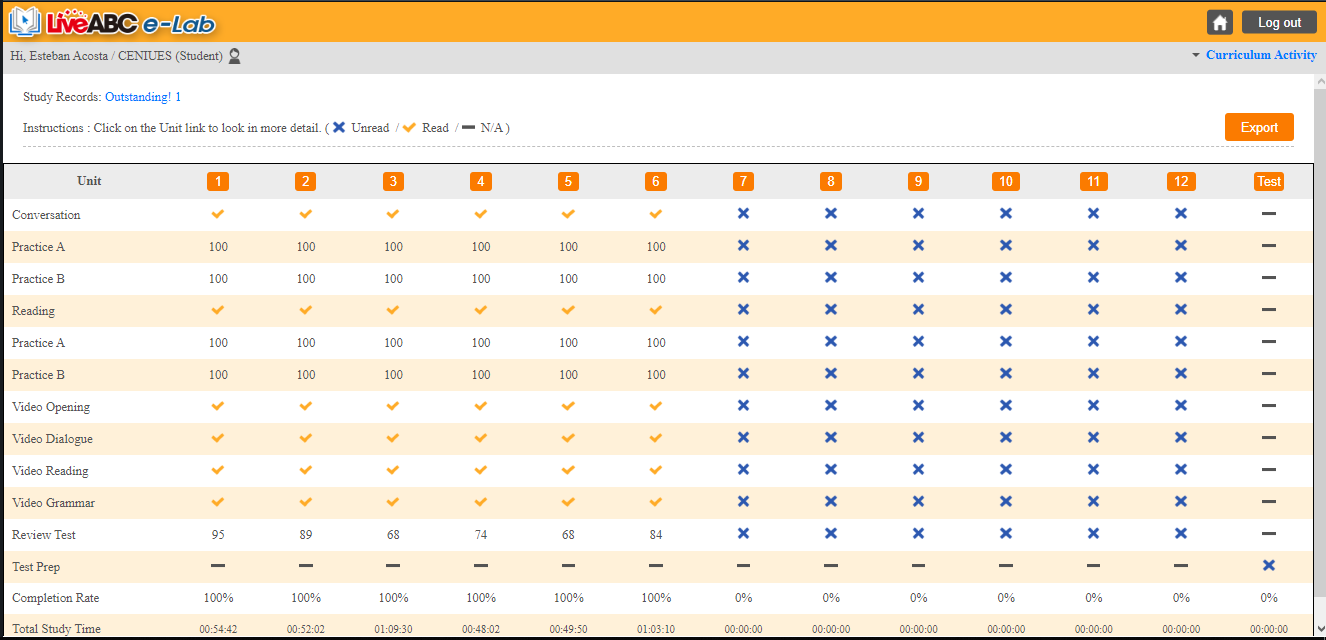 LiveABC e-Lab
Log out
Hi, Esteban Acosta / CENIUES (Student)
Curriculum Activity
Study Records: Outstanding! 1
Instructions : Click on the Unit link to look in more detail. ( Unread / Read / N/A )
Export
Unit 1 2 3 4 5 6 7 8 9 10 11 12 Test
Conversation
Practice A 100 100 100 100 100 100
Practice B 100 100 100 100 100 100
Reading
Practice A 100 100 100 100 100 100
Practice B 100 100 100 100 100 100
Video Opening
Video Dialogue
Video Reading
Video Grammar
Review Test 95 89 68 74 68 84
Test Prep
Completion Rate 100% 100% 100% 100% 100% 100% 0% 0% 0% 0% 0% 0% 0%
Total Study Time 00:54:42 00:52:02 01:09:30 00:48:02 00:49:50 01:03:10 00:00:00 00:00:00 00:00:00 00:00:00 00:00:00 00:00:00 00:00:00